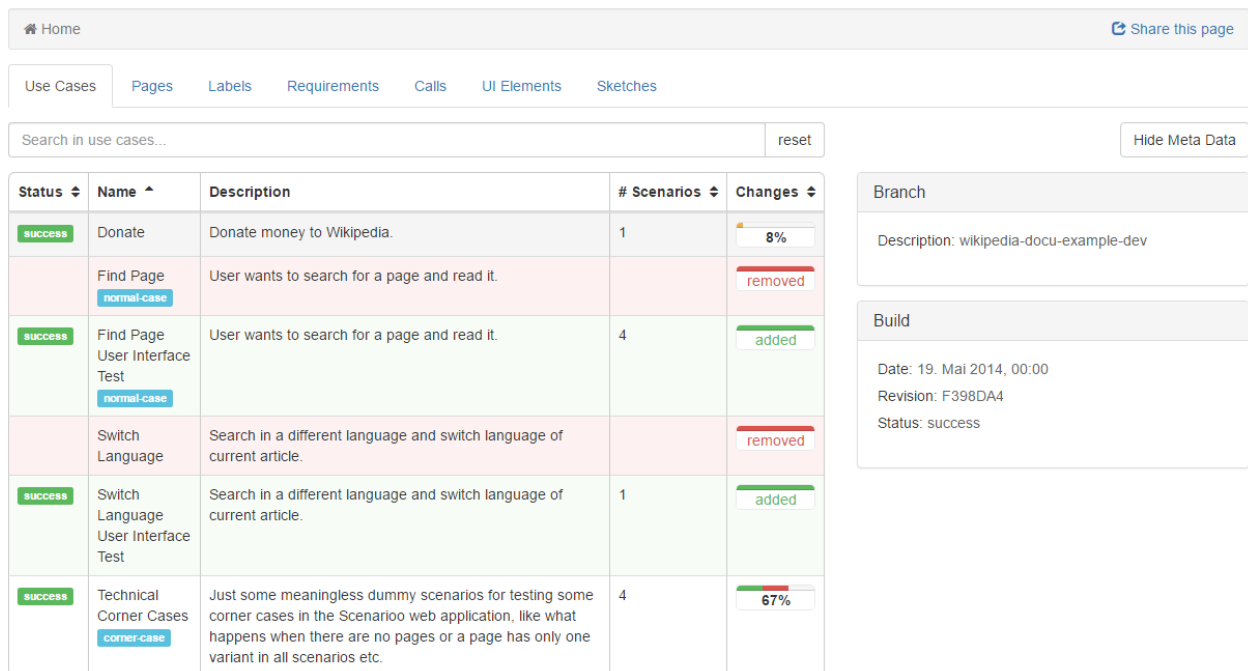 Home
Share this page
Use Cases Pages Labels Requirements Calls UI Elements Sketches
Search in use cases... reset
Hide Meta Data
Status Name Description # Scenarios Changes
success Donate Donate money to Wikipedia. 1 8%
Find Page User wants to search for a page and read it. removed
normal-case
success Find Page User wants to search for a page and read it. 4 added
User Interface
Test
normal-case
Switch Search in a different language and switch language of removed
Language current article.
success Switch Search in a different language and switch language of 1 added
Language current article.
User Interface
Test
success Technical Just some meaningless dummy scenarios for testing some 4 67%
Corner Cases corner cases in the Scenarioo web application, like what
corner-case happens when there are no pages or a page has only one
variant in all scenarios etc.
Branch
Description: wikipedia-docu-example-dev
Build
Date: 19. Mai 2014, 00:00
Revision: F398DA4
Status: success